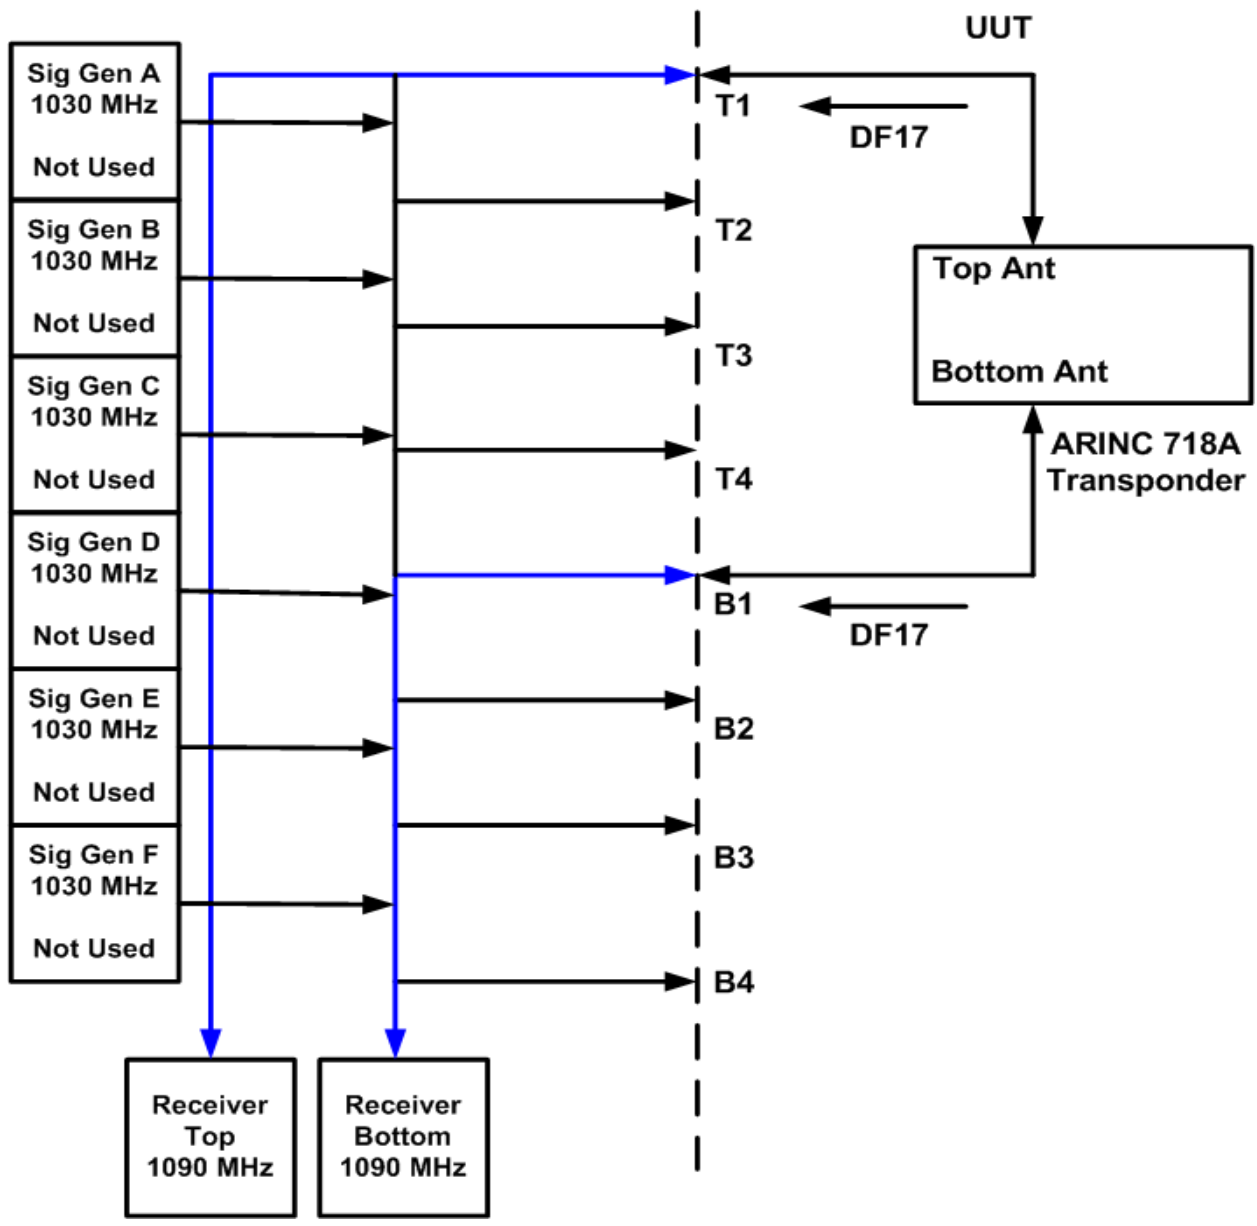 UUT
Sig Gen A
1030 MHz
Not Used
Sig Gen B
1030 MHz
Not Used
Sig Gen C
1030 MHz
Not Used
Sig Gen D
1030 MHz
Not Used
Sig Gen E
1030 MHz
Not Used
Sig Gen F
1030 MHz
Not Used
T1
DF17
T2
T3
T4
B1
DF17
B2
B3
B4
Top Ant
Bottom Ant
ARINC 718A
Transponder
Receiver
Top
1090 MHz
Receiver
Bottom
1090 MHz